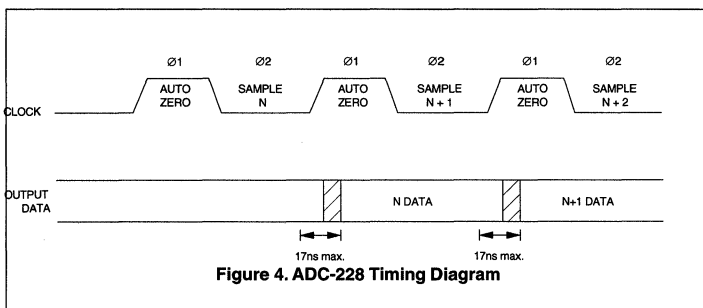 Ø1 Ø2 Ø1 Ø2 Ø1 Ø2
AUTO ZERO SAMPLE N AUTO ZERO SAMPLE N + 1 AUTO ZERO SAMPLE N + 2
CLOCK
OUTPUT DATA
N DATA N+1 DATA
17ns max. 17ns max.
Figure 4. ADC-228 Timing Diagram